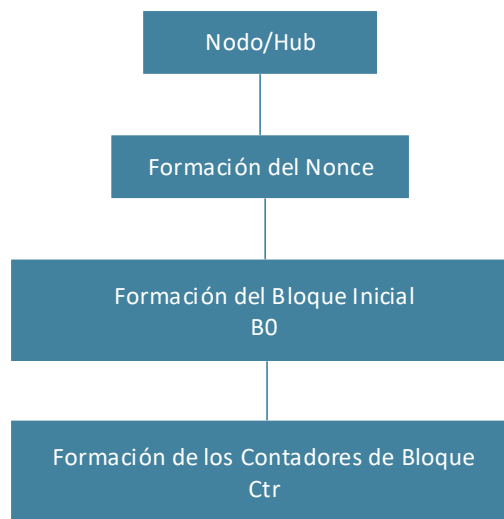 Nodo/Hub
Formación del Nonce
Formación del Bloque Inicial
B0
Formación de los Contadores de Bloque
Ctr